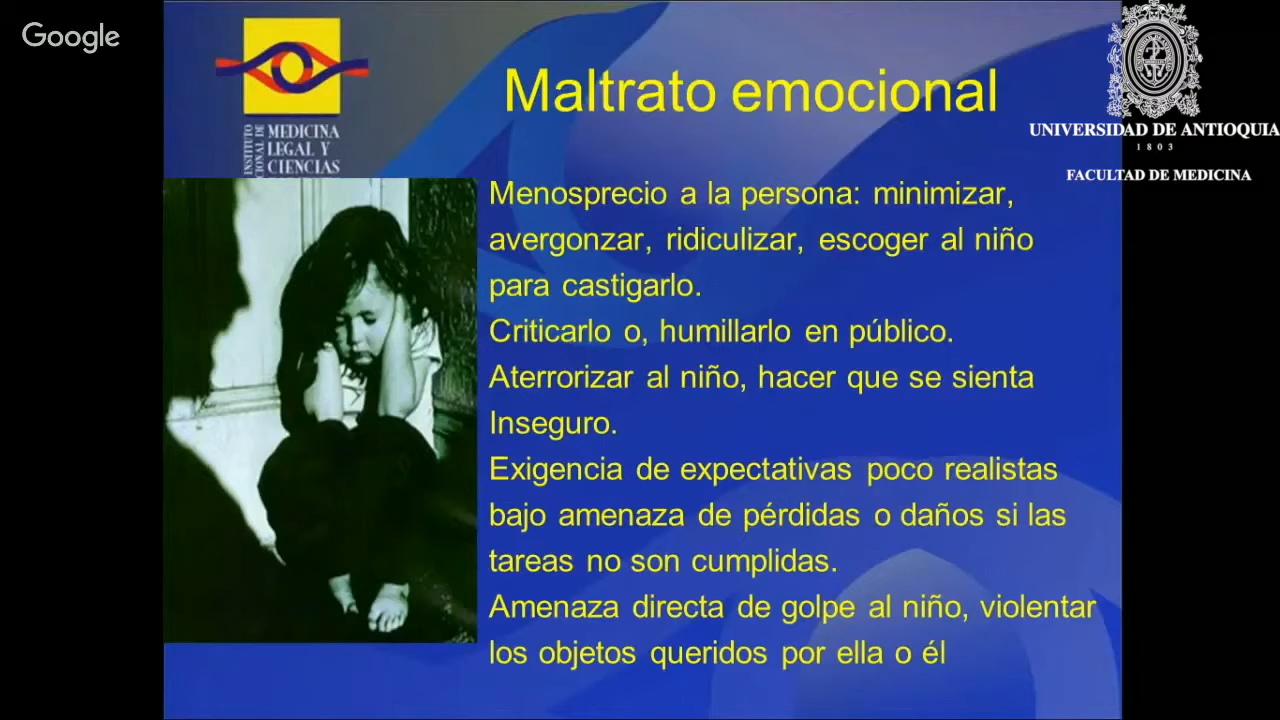 Google
INSTITUTO
CIONAL DE
MEDICINA
LEGAL Y
CIENCIAS
Maltrato emocional
UNIVERSIDAD DE ANTIOQUIA
1803
FACULTAD DE MEDICINA
Menosprecio a la persona: minimizar,
avergonzar, ridiculizar, escoger al niño
para castigarlo.
Criticarlo o, humillarlo en público.
Aterrorizar al niño, hacer que se sienta
Inseguro.
Exigencia de expectativas poco realistas
bajo amenaza de pérdidas o daños si las
tareas no son cumplidas.
Amenaza directa de golpe al niño, violentar
los objetos queridos por ella o él